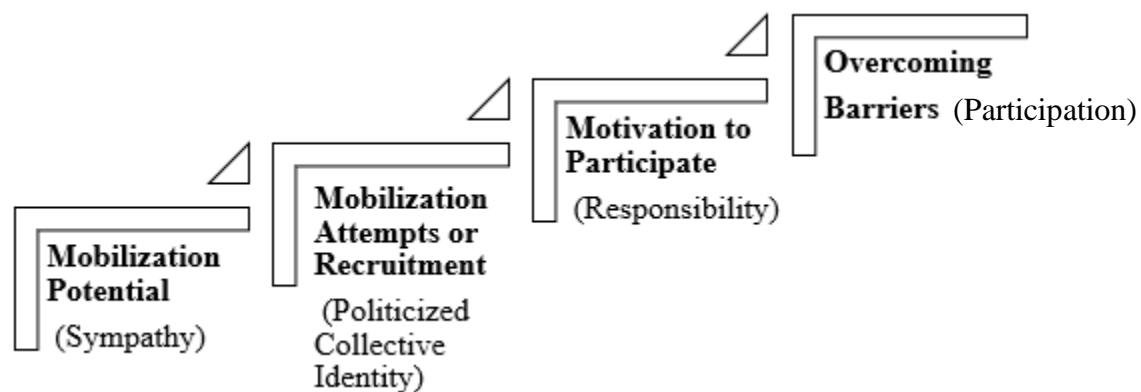 Mobilization
Potential
(Sympathy)
Mobilization
Attempts or
Recruitment
(Politicized
Collective
Identity)
Motivation to
Participate
(Responsibility)
Overcoming
Barriers (Participation)